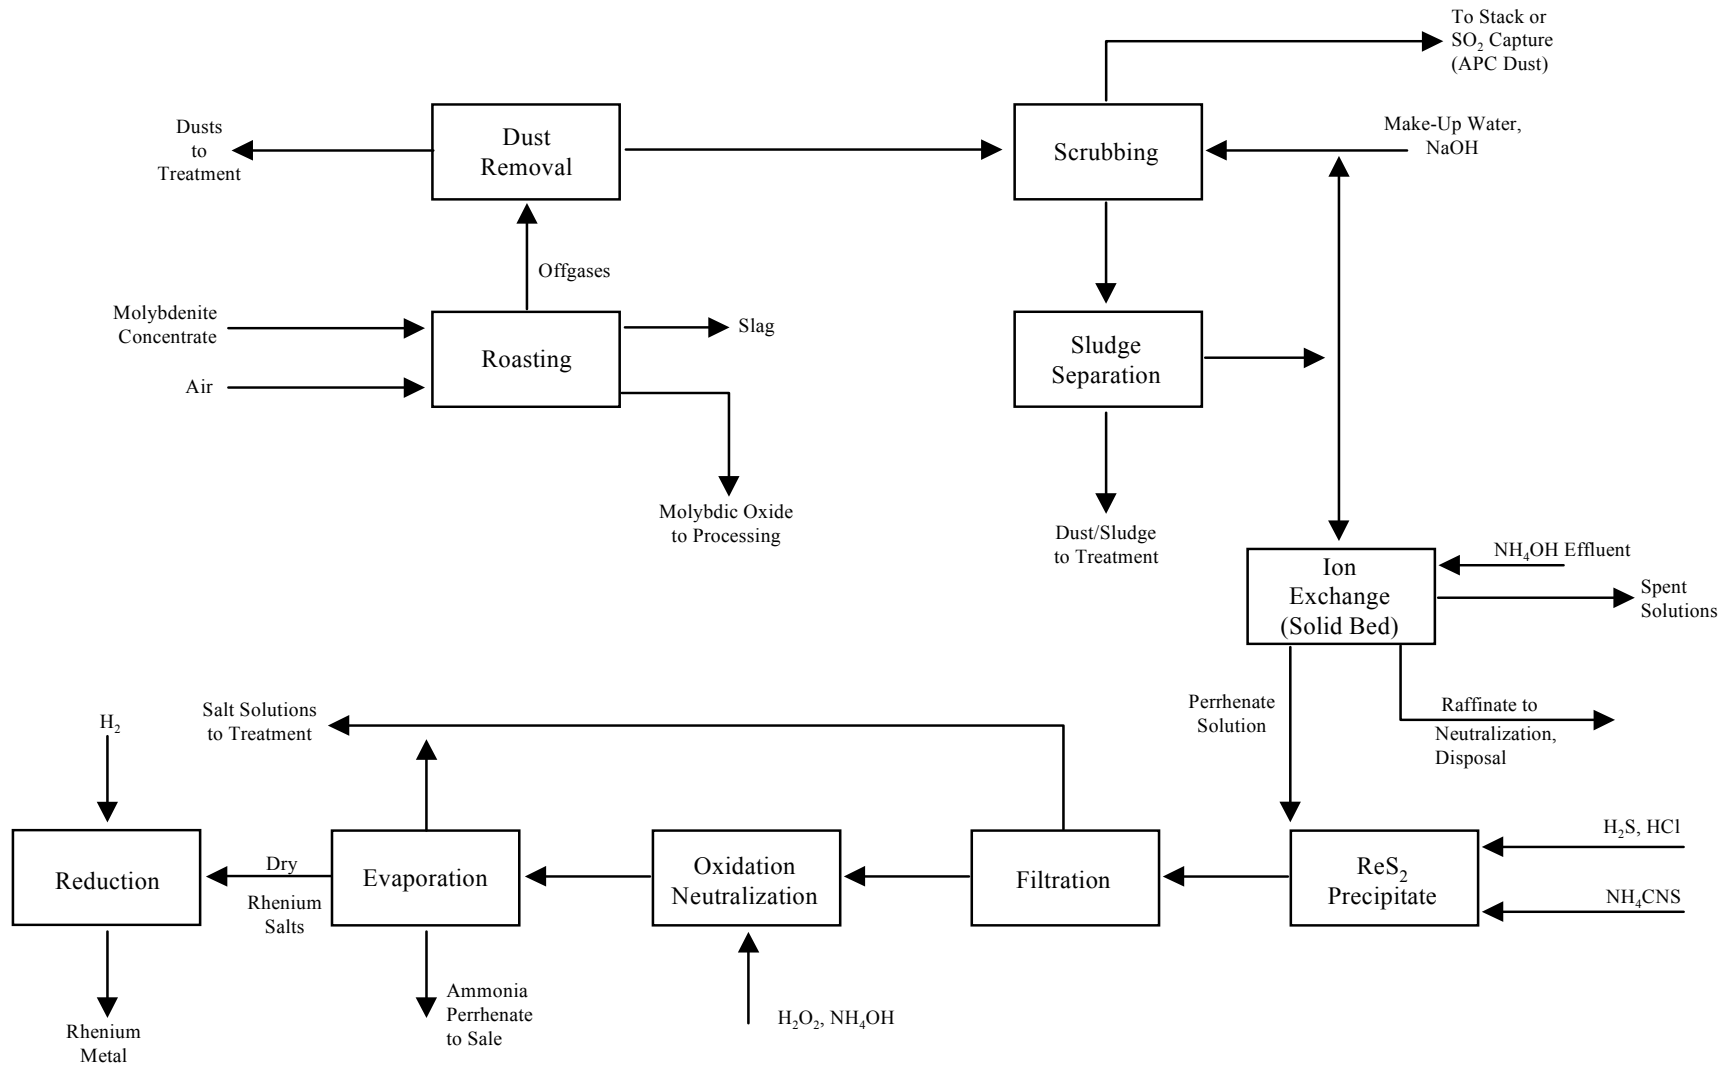 To Stack or
SO₂ Capture
(APC Dust)
Dusts
to
Treatment
Dust
Removal
Scrubbing
Make-Up Water,
NaOH
Offgases
Molybdenite
Concentrate
Air
Roasting
Slag
Molybdic Oxide
to Processing
Sludge
Separation
Dust/Sludge
to Treatment
Ion
Exchange
(Solid Bed)
NH₄OH Effluent
Spent
Solutions
Perrhenate
Solution
Raffinate to
Neutralization,
Disposal
H₂
Salt Solutions
to Treatment
Reduction
Dry
Rhenium
Salts
Evaporation
Oxidation
Neutralization
Filtration
ReS₂
Precipitate
H₂S, HCl
NH₄CNS
Rhenium
Metal
Ammonia
Perrhenate
to Sale
H₂O₂, NH₄OH